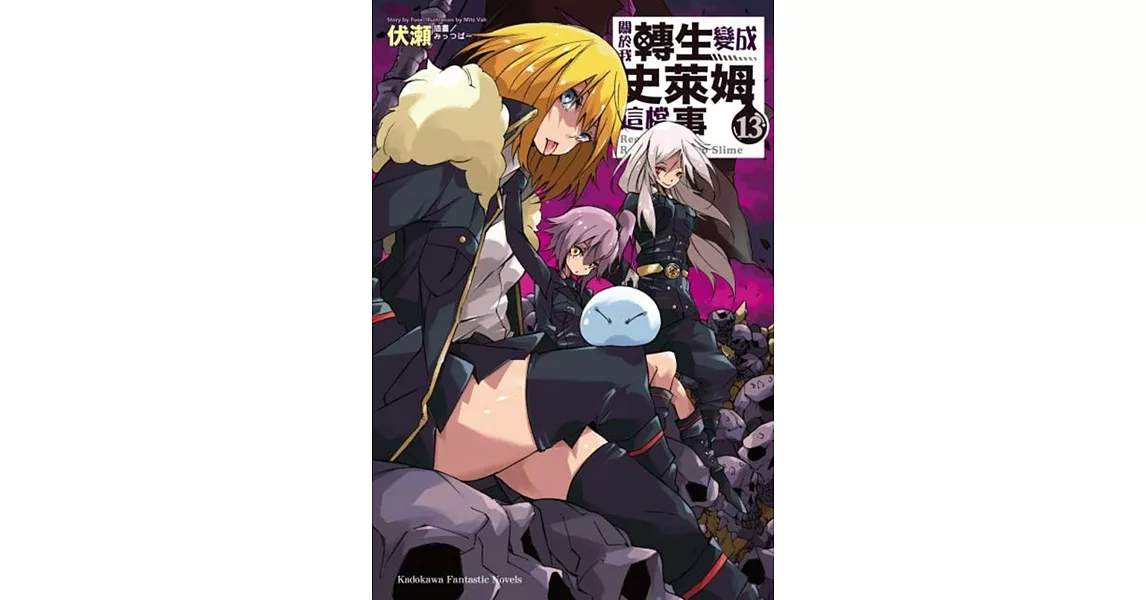 Story by Fuse, Illustration by Mitz Vah
伏瀨 插畫／みっつばー
關於我
轉生變成
史萊姆
這檔事 13
Slime
Kadokawa Fantastic Novels